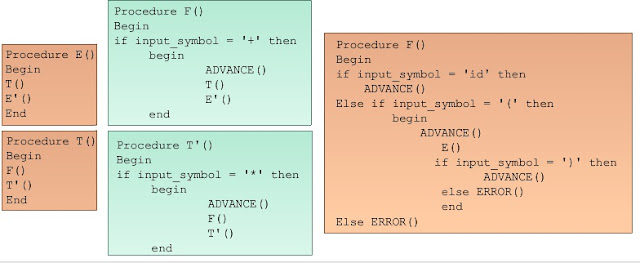 Procedure E()
Begin
T()
E'()
End
Procedure T()
Begin
F()
T'()
End
Procedure F()
Begin
if input_symbol = '+' then
begin
ADVANCE()
T()
E'()
end
Procedure T'()
Begin
if input_symbol = '*' then
begin
ADVANCE()
F()
T'()
end
Procedure F()
Begin
if input_symbol = 'id' then
ADVANCE()
Else if input_symbol = '(' then
begin
ADVANCE()
E()
if input_symbol = ')' then
ADVANCE()
else ERROR()
end
Else ERROR()